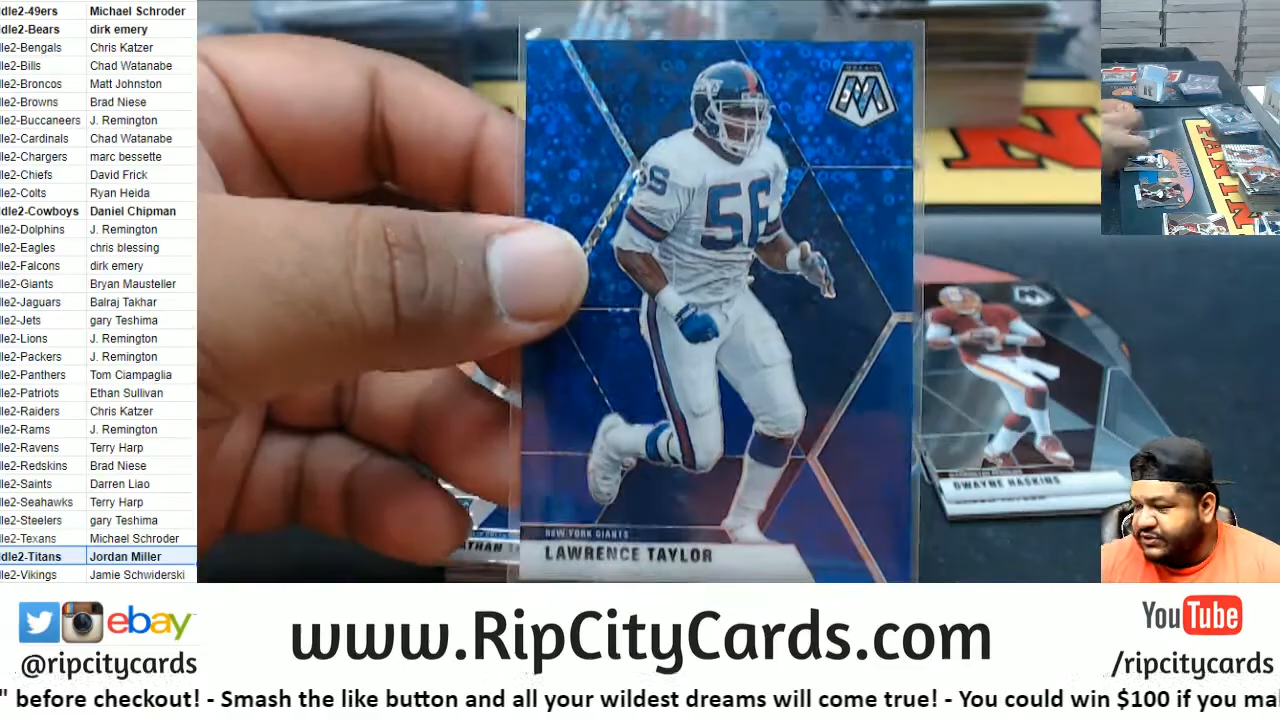 dle2-49ers Michael Schroder
dle2-Bears dirk emery
dle2-Bengals Chris Katzer
dle2-Bills Chad Watanabe
dle2-Broncos Matt Johnston
dle2-Browns Brad Niese
dle2-Buccaneers J. Remington
dle2-Cardinals Chad Watanabe
dle2-Chargers marc bessette
dle2-Chiefs David Frick
dle2-Colts Ryan Heida
dle2-Cowboys Daniel Chipman
dle2-Dolphins J. Remington
dle2-Eagles chris blessing
dle2-Falcons dirk emery
dle2-Giants Bryan Mausteller
dle2-Jaguars Balraj Takhar
dle2-Jets gary Teshima
dle2-Lions J. Remington
dle2-Packers J. Remington
dle2-Panthers Tom Ciampaglia
dle2-Patriots Ethan Sullivan
dle2-Raiders Chris Katzer
dle2-Rams J. Remington
dle2-Ravens Terry Harp
dle2-Redskins Brad Niese
dle2-Saints Darren Liao
dle2-Seahawks Terry Harp
dle2-Steelers gary Teshima
dle2-Texans Michael Schroder
dle2-Titans Jordan Miller
dle2-Vikings Jamie Schwiderski
MOSAIC
56
NEW YORK GIANTS
LAWRENCE TAYLOR
DWAYNE HASKINS
PANINI
ebay
@ripcitycards
www.RipCityCards.com
YouTube
/ripcitycards
" before checkout! - Smash the like button and all your wildest dreams will come true! - You could win $100 if you ma